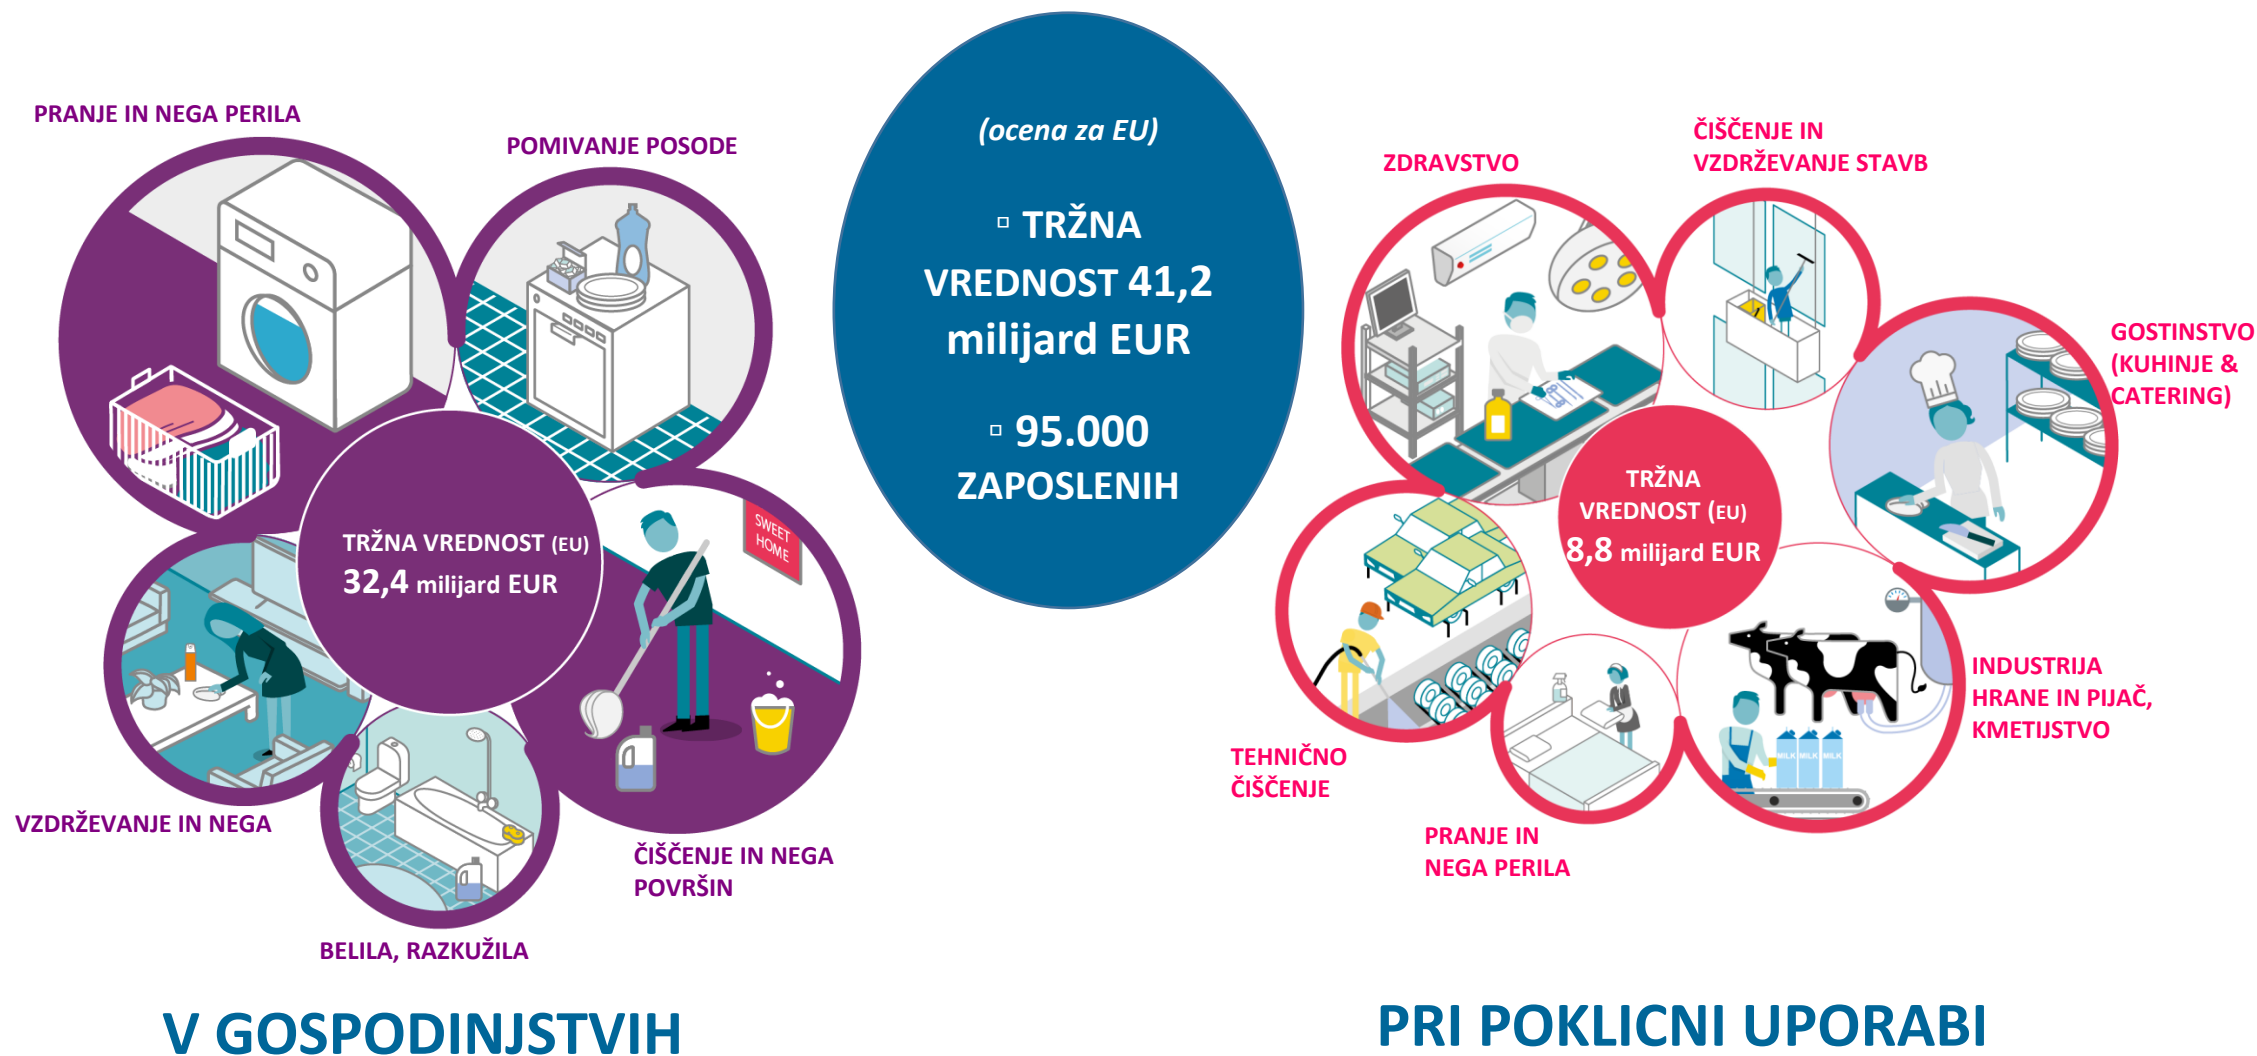 PRANJE IN NEGA PERILA
POMIVANJE POSODE
SWEET
HOME
TRŽNA VREDNOST (EU)
32,4 milijard EUR
VZDRŽEVANJE IN NEGA
ČIŠČENJE IN NEGA
POVRŠIN
BELILA, RAZKUŽILA
V GOSPODINJSTVIH
(ocena za EU)
▫ TRŽNA
VREDNOST 41,2
milijard EUR
▫ 95.000
ZAPOSLENIH
ZDRAVSTVO
ČIŠČENJE IN
VZDRŽEVANJE STAVB
GOSTINSTVO
(KUHINJE &
CATERING)
TRŽNA
VREDNOST (EU)
8,8 milijard EUR
INDUSTRIJA
HRANE IN PIJAČ,
KMETIJSTVO
MILK MILK MILK
TEHNIČNO
ČIŠČENJE
PRANJE IN
NEGA PERILA
PRI POKLICNI UPORABI